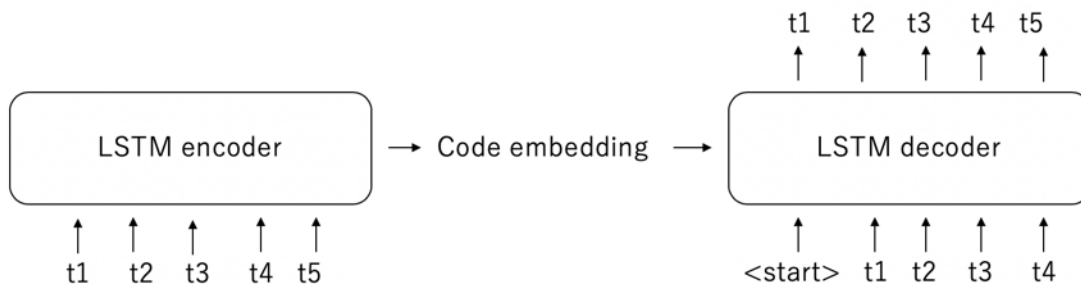 t1 t2 t3 t4 t5
LSTM encoder
Code embedding
LSTM decoder
t1 t2 t3 t4 t5
<start> t1 t2 t3 t4